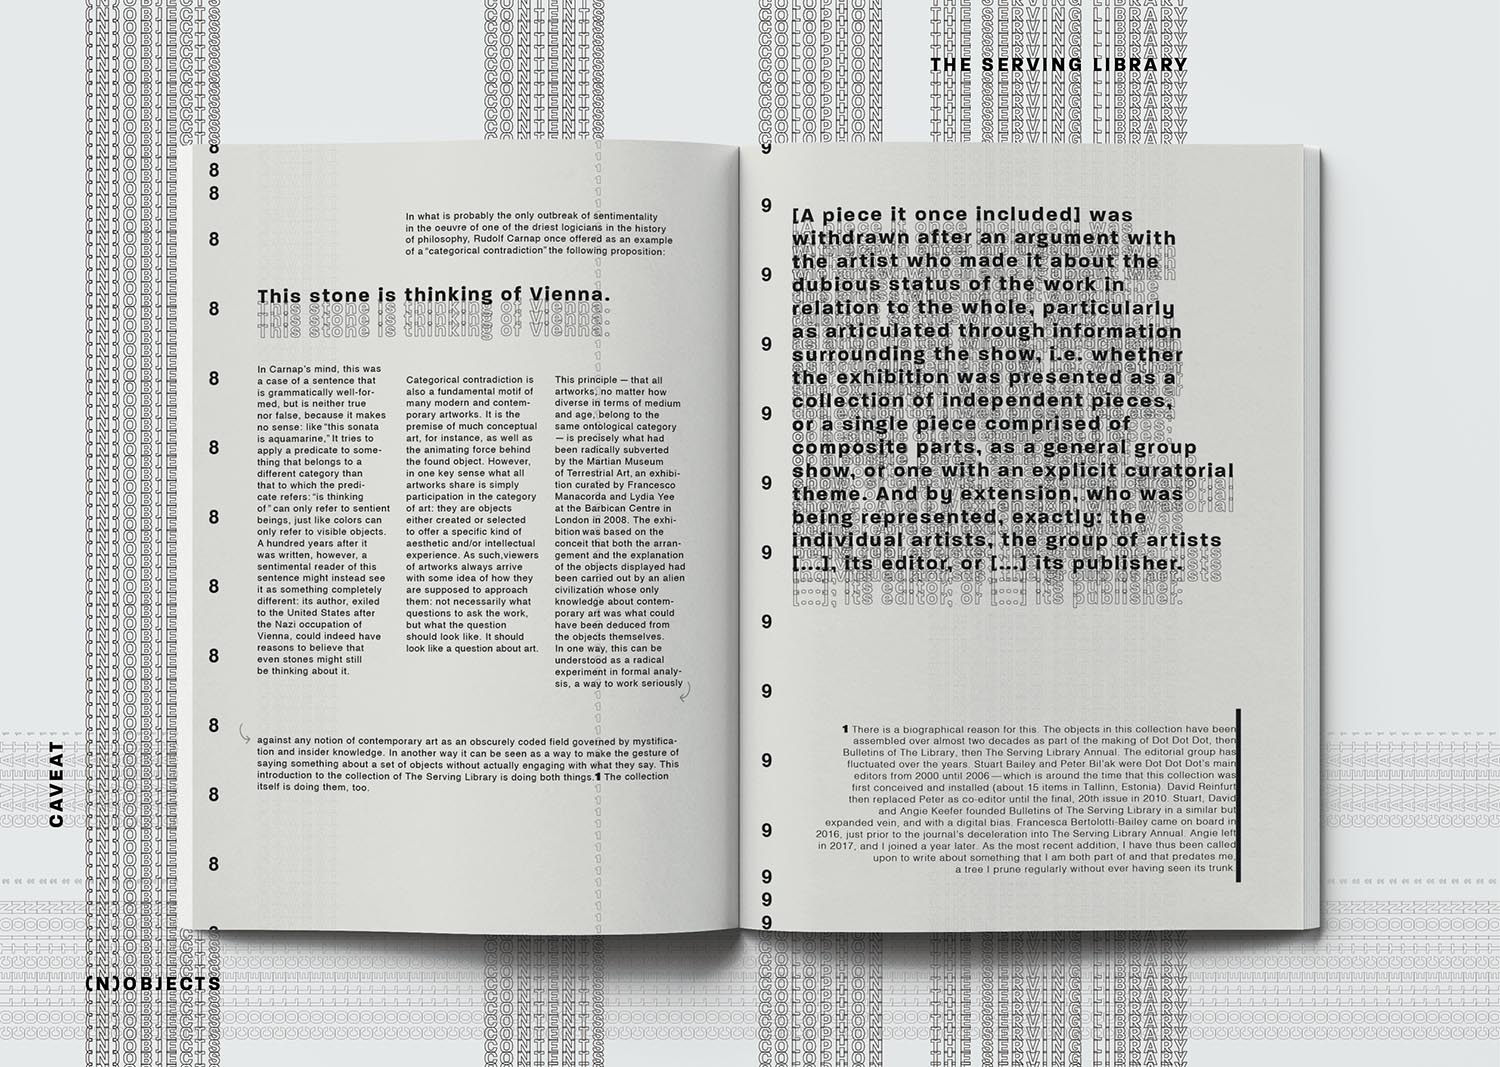 THE SERVING LIBRARY
(N)OBJECTS
CAVEAT
CONTENTS
COLOPHON
8
In what is probably the only outbreak of sentimentality
in the oeuvre of one of the driest logicians in the history
of philosophy, Rudolf Carnap once offered as an example
of a “categorical contradiction” the following proposition:
This stone is thinking of Vienna.
In Carnap’s mind, this was
a case of a sentence that
is grammatically well-for-
med, but is neither true
nor false, because it makes
no sense: like “this sonata
is aquamarine.” It tries to
apply a predicate to some-
thing that belongs to a
different category than
that to which the predi-
cate refers: “is thinking
of” can only refer to sentient
beings, just like colors can
only refer to visible objects.
A hundred years after it
was written, however, a
sentimental reader of this
sentence might instead see
it as something completely
different: its author, exiled
to the United States after
the Nazi occupation of
Vienna, could indeed have
reasons to believe that
even stones might still
be thinking about it.
Categorical contradiction is
also a fundamental motif of
many modern and contem-
porary artworks. It is the
premise of much conceptual
art, for instance, as well as
the animating force behind
the found object. However,
in one key sense what all
artworks share is simply
participation in the category
of art: they are objects
either created or selected
to offer a specific kind of
aesthetic and/or intellectual
experience. As such,viewers
of artworks always arrive
with some idea of how they
are supposed to approach
them: not necessarily what
questions to ask the work,
but what the question
should look like. It should
look like a question about art.
This principle — that all
artworks, no matter how
diverse in terms of medium
and age, belong to the
same ontological category
— is precisely what had
been radically subverted
by the Martian Museum
of Terrestrial Art, an exhibi-
tion curated by Francesco
Manacorda and Lydia Yee
at the Barbican Centre in
London in 2008. The exhi-
bition was based on the
conceit that both the arran-
gement and the explanation
of the objects displayed had
been carried out by an alien
civilization whose only
knowledge about contem-
porary art was what could
have been deduced from
the objects themselves.
In one way, this can be
understood as a radical
experiment in formal analy-
sis, a way to work seriously
against any notion of contemporary art as an obscurely coded field governed by mystifica-
tion and insider knowledge. In another way it can be seen as a way to make the gesture of
saying something about a set of objects without actually engaging with what they say. This
introduction to the collection of The Serving Library is doing both things.1 The collection
itself is doing them, too.
9
[A piece it once included] was
withdrawn after an argument with
the artist who made it about the
dubious status of the work in
relation to the whole, particularly
as articulated through information
surrounding the show, i.e. whether
the exhibition was presented as a
collection of independent pieces,
or a single piece comprised of
composite parts, as a general group
show, of one with an explicit curatorial
theme. And by extension, who was
being represented, exactly: the
individual artists, the group of artists
[...], its editor, or [...] its publisher.
1 There is a biographical reason for this. The objects in this collection have been
assembled over almost two decades as part of the making of Dot Dot Dot, then
Bulletins of The Library, then The Serving Library Annual. The editorial group has
fluctuated over the years. Stuart Bailey and Peter Bil’ak were Dot Dot Dot’s main
editors from 2000 until 2006 — which is around the time that this collection was
first conceived and installed (about 15 items in Tallinn, Estonia). David Reinfurt
then replaced Peter as co-editor until the final, 20th issue in 2010. Stuart, David
and Angie Keefer founded Bulletins of The Serving Library in a similar but
expanded vein, and with a digital bias. Francesca Bertolotti-Bailey came on board in
2016, just prior to the journal’s deceleration into The Serving Library Annual. Angie left
in 2017, and I joined a year later. As the most recent addition, I have thus been called
upon to write about something that I am both part of and that predates me,
a tree I prune regularly without ever having seen its trunk.